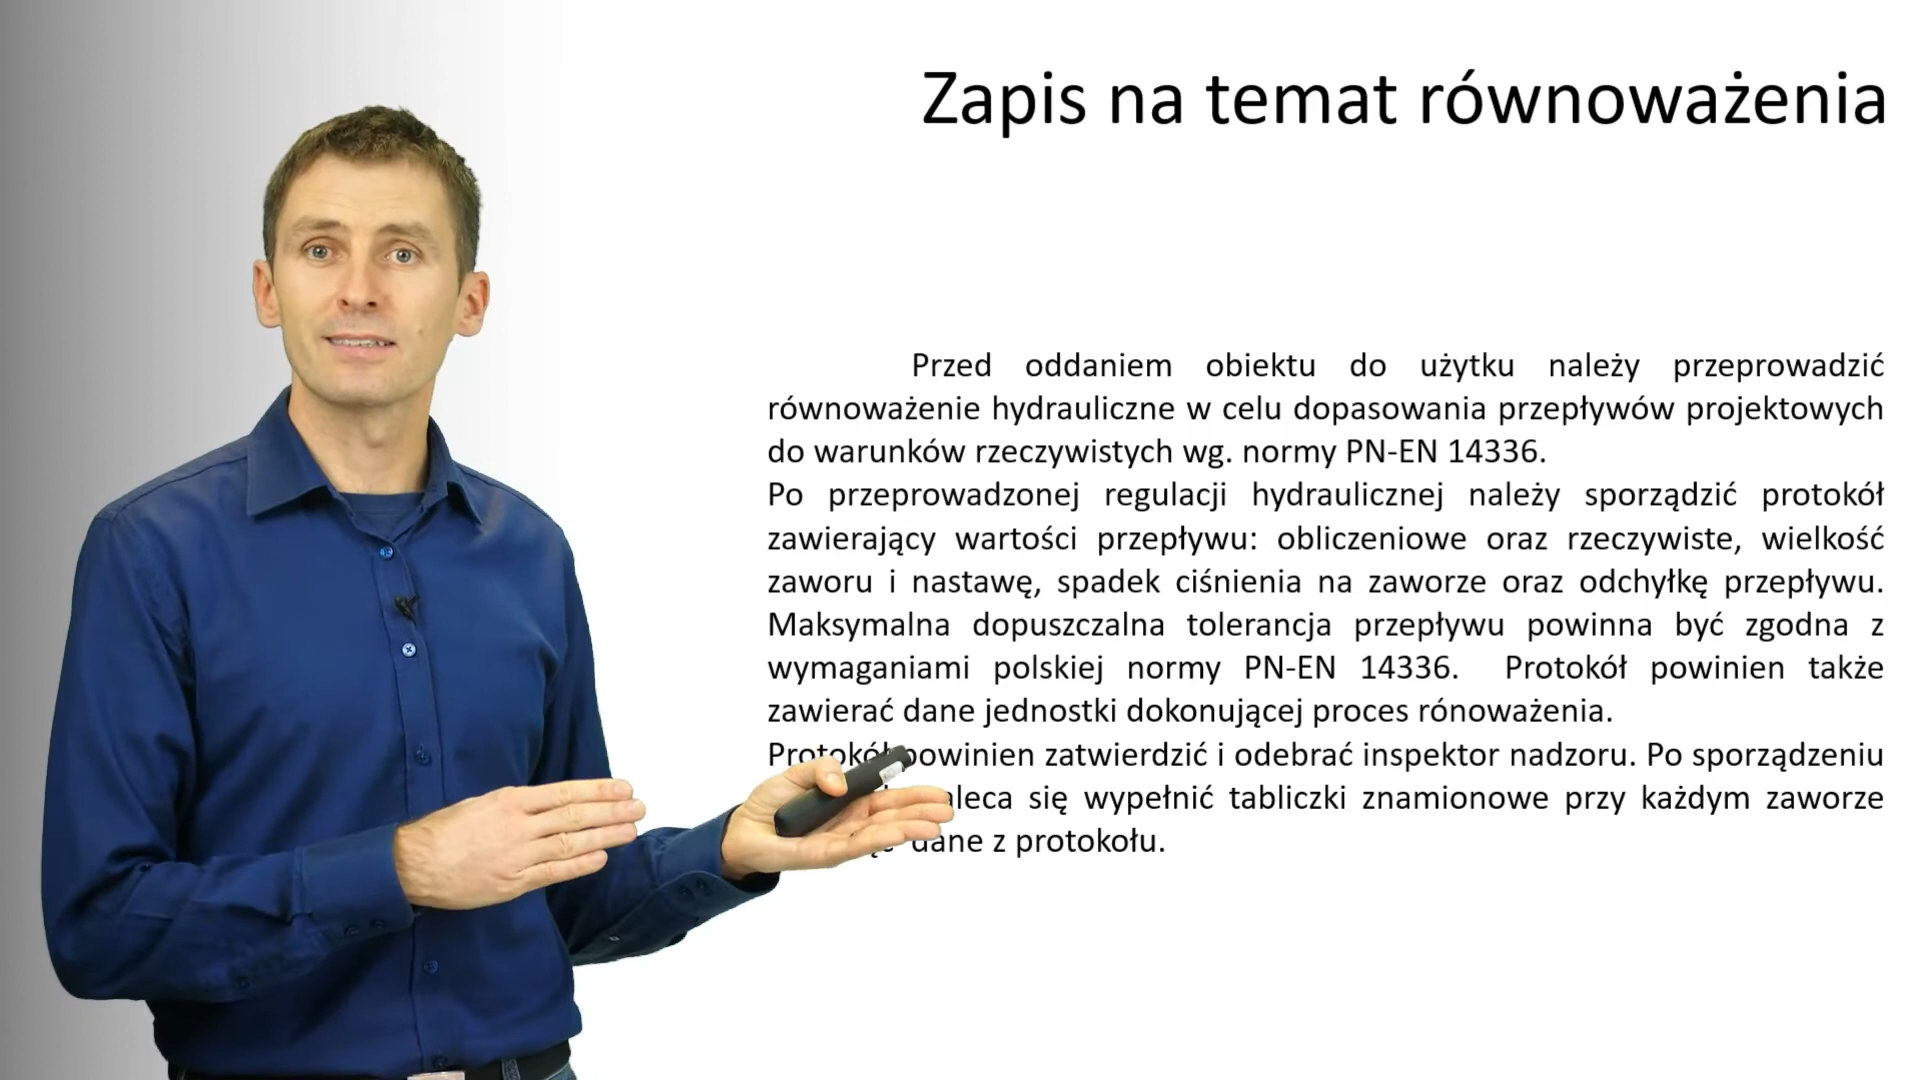 Zapis na temat równoważenia
Przed oddaniem obiektu do użytku należy przeprowadzić
równoważenie hydrauliczne w celu dopasowania przepływów projektowych
do warunków rzeczywistych wg. normy PN-EN 14336.
Po przeprowadzonej regulacji hydraulicznej należy sporządzić protokół
zawierający wartości przepływu: obliczeniowe oraz rzeczywiste, wielkość
zaworu i nastawę, spadek ciśnienia na zaworze oraz odchyłkę przepływu.
Maksymalna dopuszczalna tolerancja przepływu powinna być zgodna z
wymaganiami polskiej normy PN-EN 14336. Protokół powinien także
zawierać dane jednostki dokonującej proces rónoważenia.
Protokół powinien zatwierdzić i odebrać inspektor nadzoru. Po sporządzeniu
się wypełnić tabliczki znamionowe przy każdym zaworze
dane z protokołu.